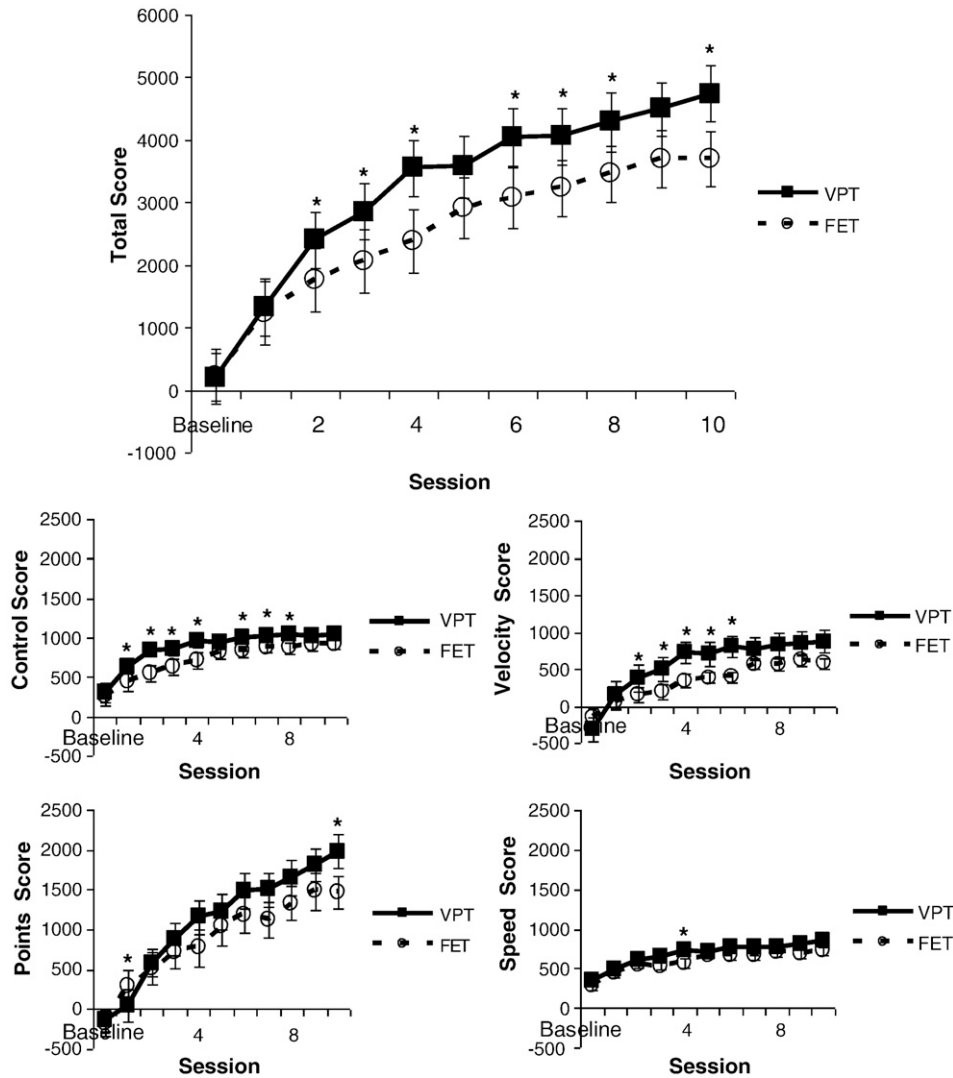 6000
5000
4000
3000
2000
1000
0
-1000
Total Score
* * * * * * *
VPT
FET
Baseline 2 4 6 8 10
Session
2500
2000
1500
1000
500
0
-500
Control Score
* * * * * * *
VPT
FET
Baseline 4 8
Session
2500
2000
1500
1000
500
0
-500
Velocity Score
* * * * *
VPT
FET
Baseline 4 8
Session
2500
2000
1500
1000
500
0
-500
Points Score
* *
VPT
FET
Baseline 4 8
Session
2500
2000
1500
1000
500
0
-500
Speed Score
*
VPT
FET
Baseline 4 8
Session